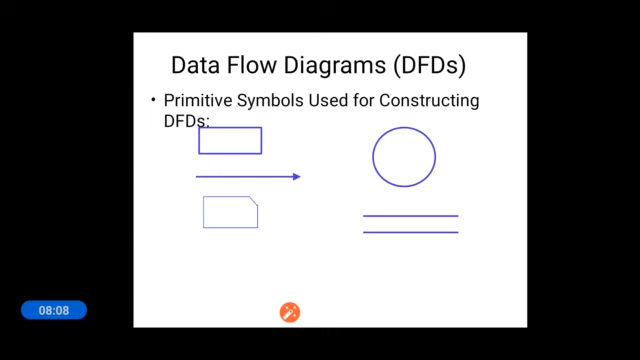 Data Flow Diagrams (DFDs)
• Primitive Symbols Used for Constructing
DFDs:
08:08